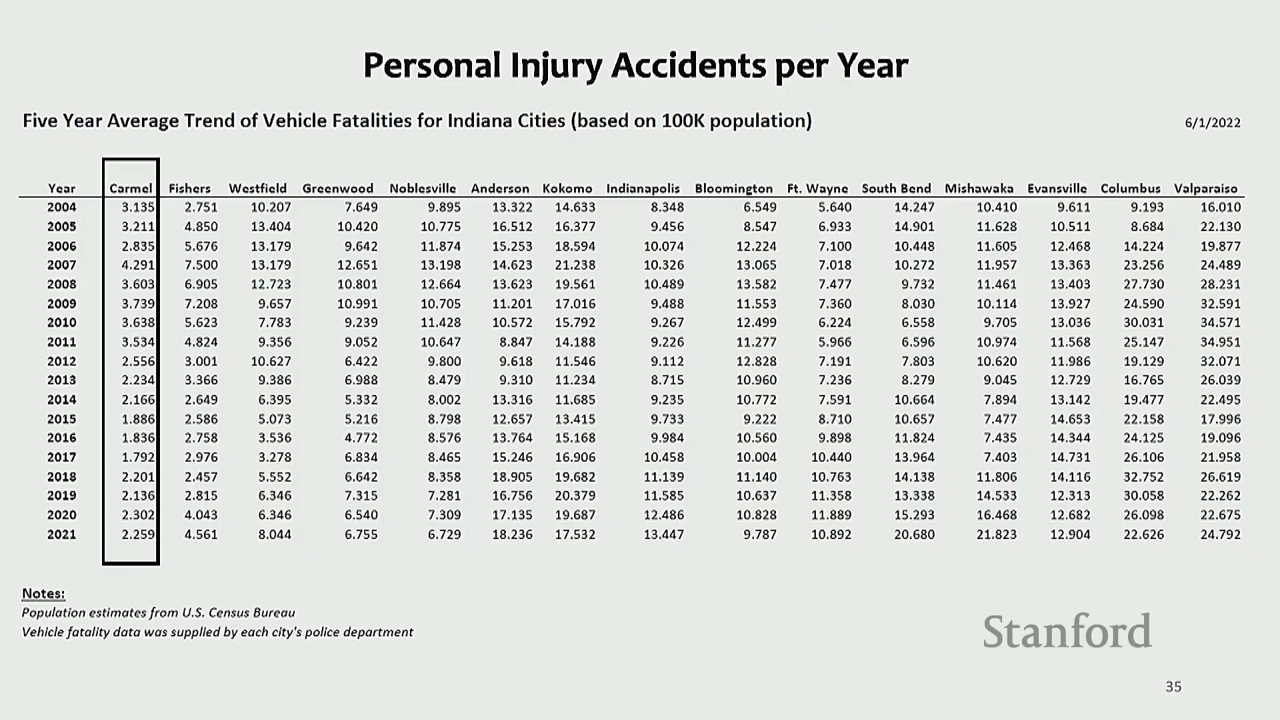 Personal Injury Accidents per Year
Five Year Average Trend of Vehicle Fatalities for Indiana Cities (based on 100K population) 6/1/2022
Year Carmel Fishers Westfield Greenwood Noblesville Anderson Kokomo Indianapolis Bloomington Ft. Wayne South Bend Mishawaka Evansville Columbus Valparaiso
2004 3.135 2.751 10.207 7.649 9.895 13.322 14.633 8.348 6.549 5.640 14.247 10.410 9.611 9.193 16.010
2005 3.211 4.850 13.404 10.420 10.775 16.512 16.377 9.456 8.547 6.933 14.901 11.628 10.511 8.684 22.130
2006 2.835 5.676 13.179 9.642 11.874 15.253 18.594 10.074 12.224 7.100 10.448 11.605 12.468 14.224 19.877
2007 4.291 7.500 13.179 12.651 13.198 14.623 21.238 10.326 13.065 7.018 10.272 11.957 13.363 23.256 24.489
2008 3.603 6.905 12.723 10.801 12.664 13.623 19.561 10.489 13.582 7.477 9.732 11.461 13.403 27.730 28.231
2009 3.739 7.208 9.657 10.991 10.705 11.201 17.016 9.488 11.553 7.360 8.030 10.114 13.927 24.590 32.591
2010 3.638 5.623 7.783 9.239 11.428 10.572 15.792 9.267 12.499 6.224 6.558 9.705 13.036 30.031 34.571
2011 3.534 4.824 9.356 9.052 10.647 8.847 14.188 9.226 11.277 5.966 6.596 10.974 11.568 25.147 34.951
2012 2.556 3.001 10.627 6.422 9.800 9.618 11.546 9.112 12.828 7.191 7.803 10.620 11.986 19.129 32.071
2013 2.234 3.366 9.386 6.988 8.479 9.310 11.234 8.715 10.960 7.236 8.279 9.045 12.729 16.765 26.039
2014 2.166 2.649 6.395 5.332 8.002 13.316 11.685 9.235 10.772 7.591 10.664 7.894 13.142 19.477 22.495
2015 1.886 2.586 5.073 5.216 8.798 12.657 13.415 9.733 9.222 8.710 10.657 7.477 14.653 22.158 17.996
2016 1.836 2.758 3.536 4.772 8.576 13.764 15.168 9.984 10.560 9.898 11.824 7.435 14.344 24.125 19.096
2017 1.792 2.976 3.278 6.834 8.465 15.246 16.906 10.458 10.004 10.440 13.964 7.403 14.731 26.106 21.958
2018 2.201 2.457 5.552 6.642 8.358 18.905 19.682 11.139 11.140 10.763 14.138 11.806 14.116 32.752 26.619
2019 2.136 2.815 6.346 7.315 7.281 16.756 20.379 11.585 10.637 11.358 13.338 14.533 12.313 30.058 22.262
2020 2.302 4.043 6.346 6.540 7.309 17.135 19.687 12.486 10.828 11.889 15.293 16.468 12.682 26.098 22.675
2021 2.259 4.561 8.044 6.755 6.729 18.236 17.532 13.447 9.787 10.892 20.680 21.823 12.904 22.626 24.792
Notes:
Population estimates from U.S. Census Bureau
Vehicle fatality data was supplied by each city's police department
Stanford
35